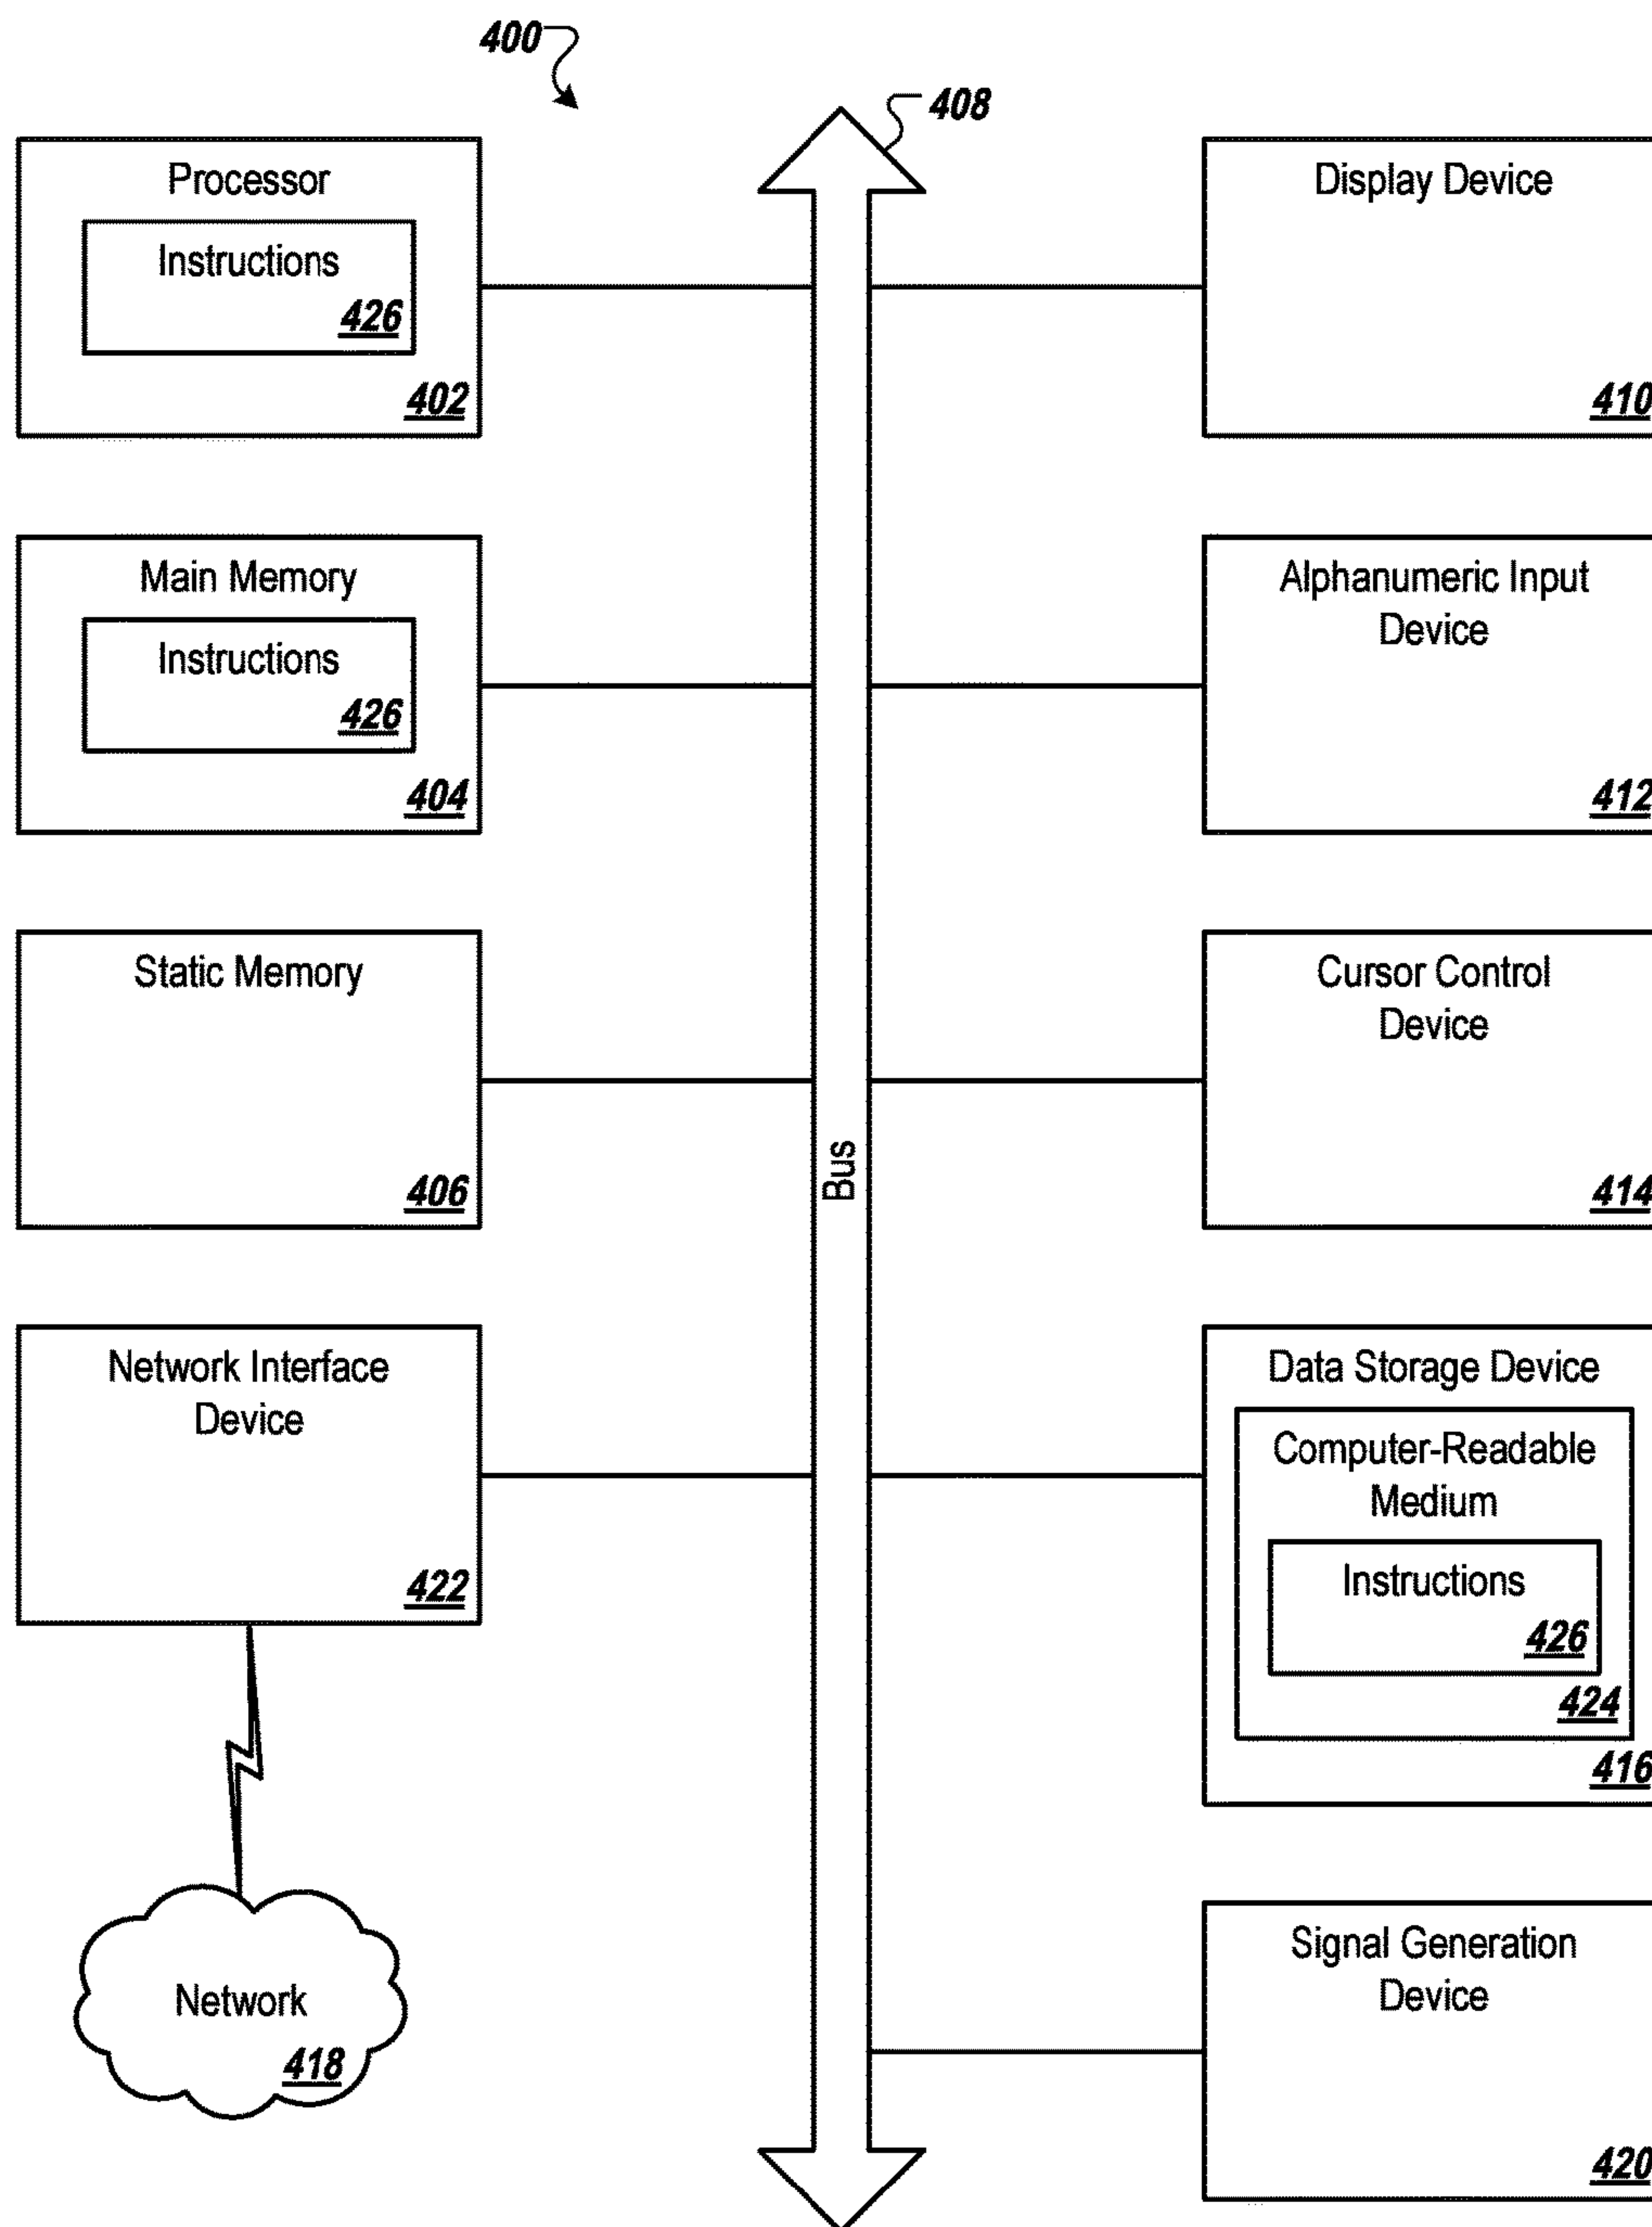 400
408
Processor
Instructions
426
402
Display Device
410
Main Memory
Instructions
426
404
Alphanumeric Input
Device
412
Static Memory
406
Cursor Control
Device
414
Bus
Network Interface
Device
422
Data Storage Device
Computer-Readable
Medium
Instructions
426
424
416
Network
418
Signal Generation
Device
420